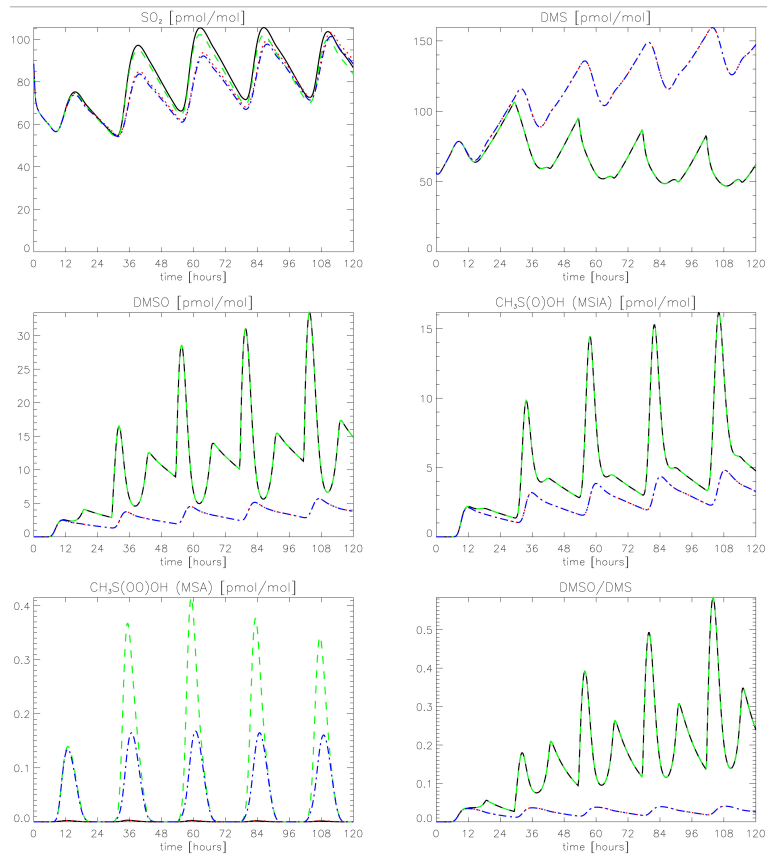 SO₂ [pmol/mol]
DMS [pmol/mol]
100
80
60
40
20
0
150
100
50
0
0 12 24 36 48 60 72 84 96 108 120
0 12 24 36 48 60 72 84 96 108 120
time [hours]
time [hours]
DMSO [pmol/mol]
CH₃S(O)OH (MSIA) [pmol/mol]
30
25
20
15
10
5
0
15
10
5
0
0 12 24 36 48 60 72 84 96 108 120
0 12 24 36 48 60 72 84 96 108 120
time [hours]
time [hours]
CH₃S(OO)OH (MSA) [pmol/mol]
DMSO/DMS
0.4
0.3
0.2
0.1
0.0
0.5
0.4
0.3
0.2
0.1
0.0
0 12 24 36 48 60 72 84 96 108 120
0 12 24 36 48 60 72 84 96 108 120
time [hours]
time [hours]